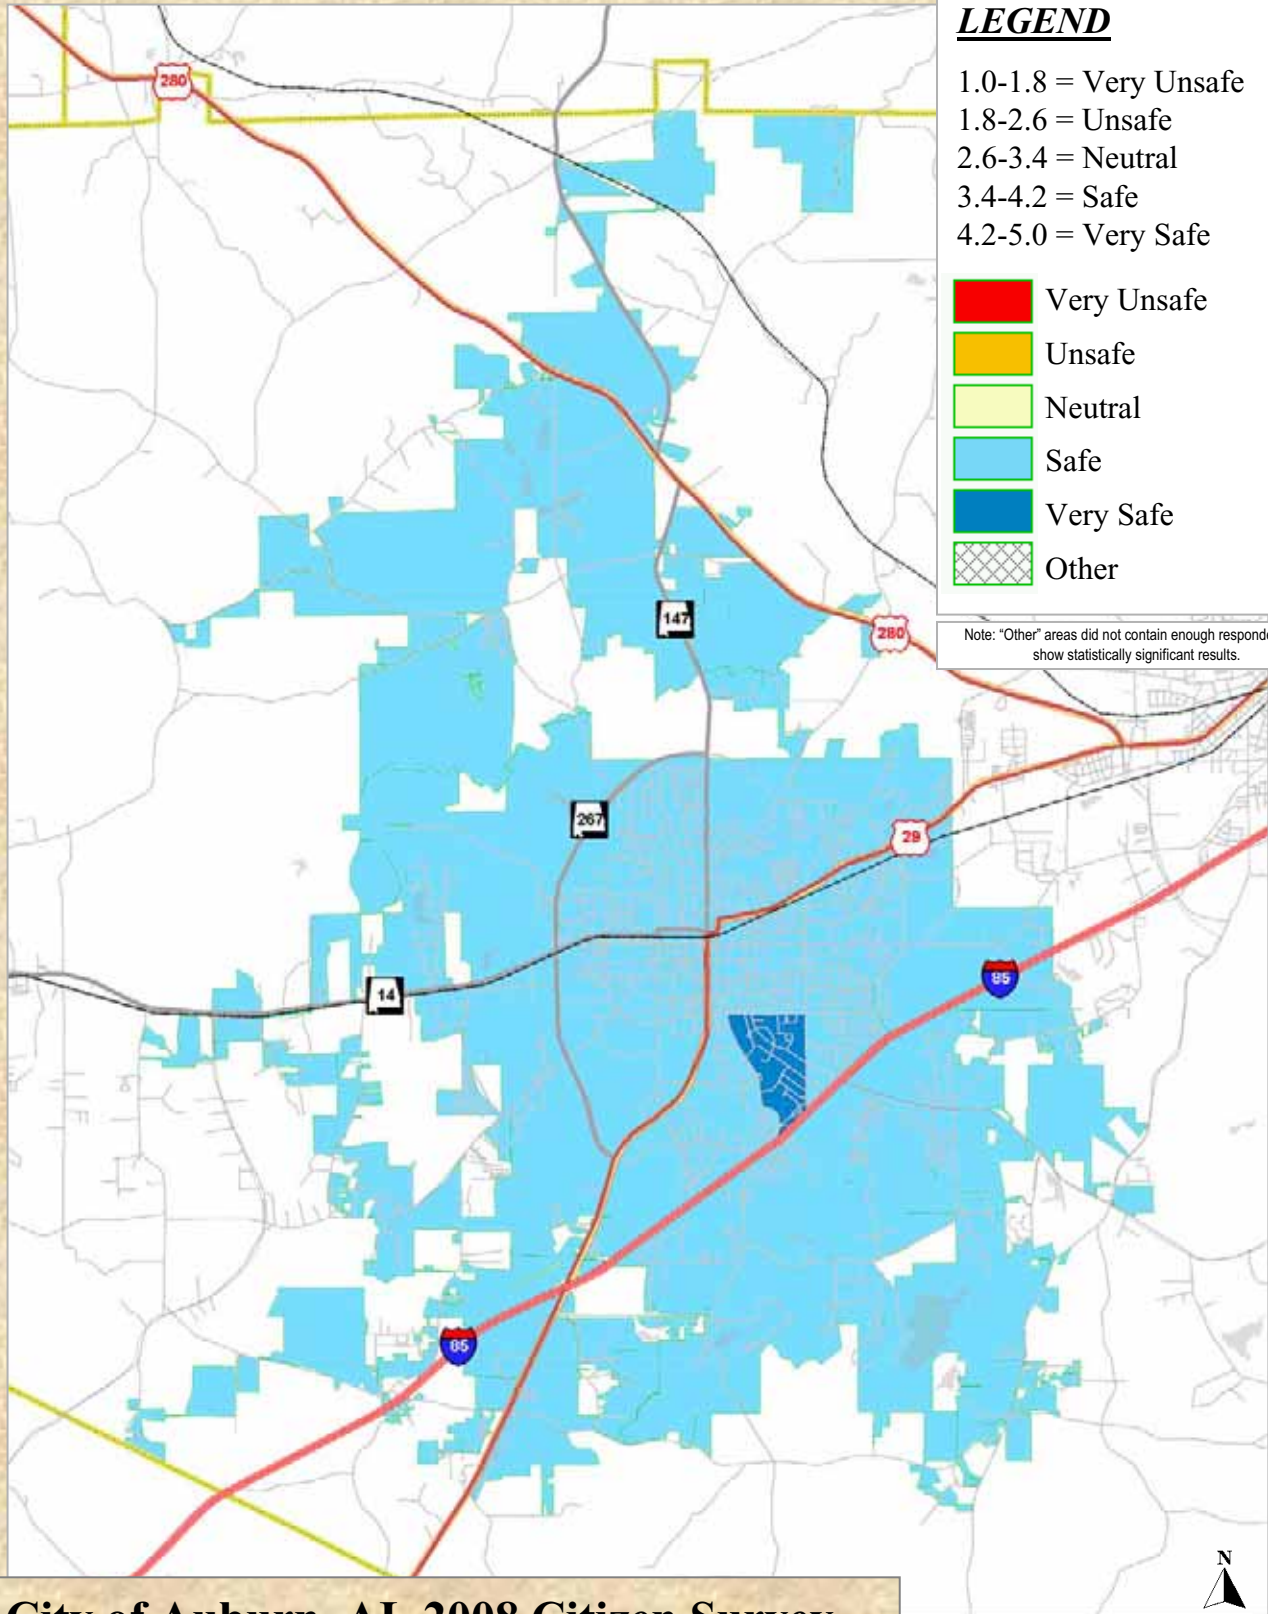 LEGEND
1.0-1.8 = Very Unsafe
1.8-2.6 = Unsafe
2.6-3.4 = Neutral
3.4-4.2 = Safe
4.2-5.0 = Very Safe
Very Unsafe
Unsafe
Neutral
Safe
Very Safe
Other
Note: "Other" areas did not contain enough
show statistically significant results.
280
147
280
267
29
14
85
85
N
City of Auburn, AL 2008 Citizen Survey